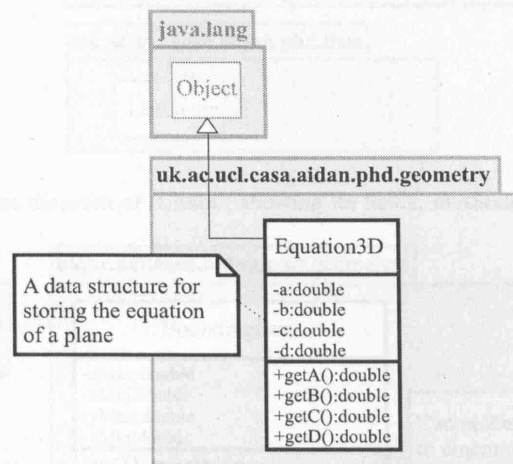 java.lang
Object
uk.ac.ucl.casa.aidan.phd.geometry
Equation3D
A data structure for
storing the equation
of a plane
-a:double
-b:double
-c:double
-d:double
+getA():double
+getB():double
+getC():double
+getD():double